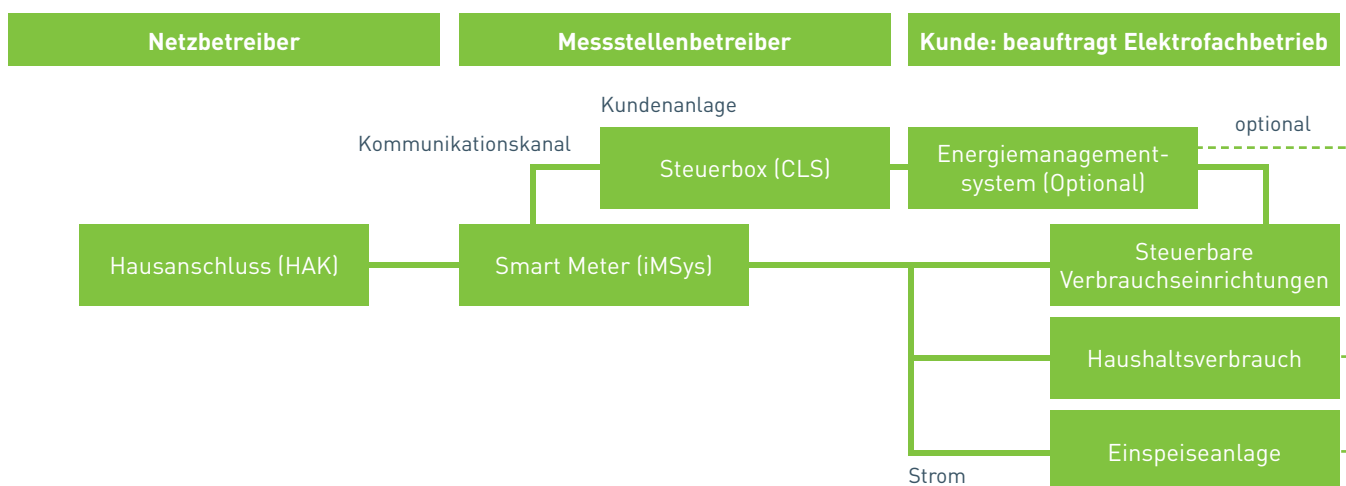 Netzbetreiber
Messstellenbetreiber
Kunde: beauftragt Elektrofachbetrieb
Kundenanlage
Kommunikationskanal
optional
Steuerbox (CLS)
Energiemanagement-
system (Optional)
Hausanschluss (HAK)
Smart Meter (iMSys)
Steuerbare
Verbrauchseinrichtungen
Haushaltsverbrauch
Einspeiseanlage
Strom